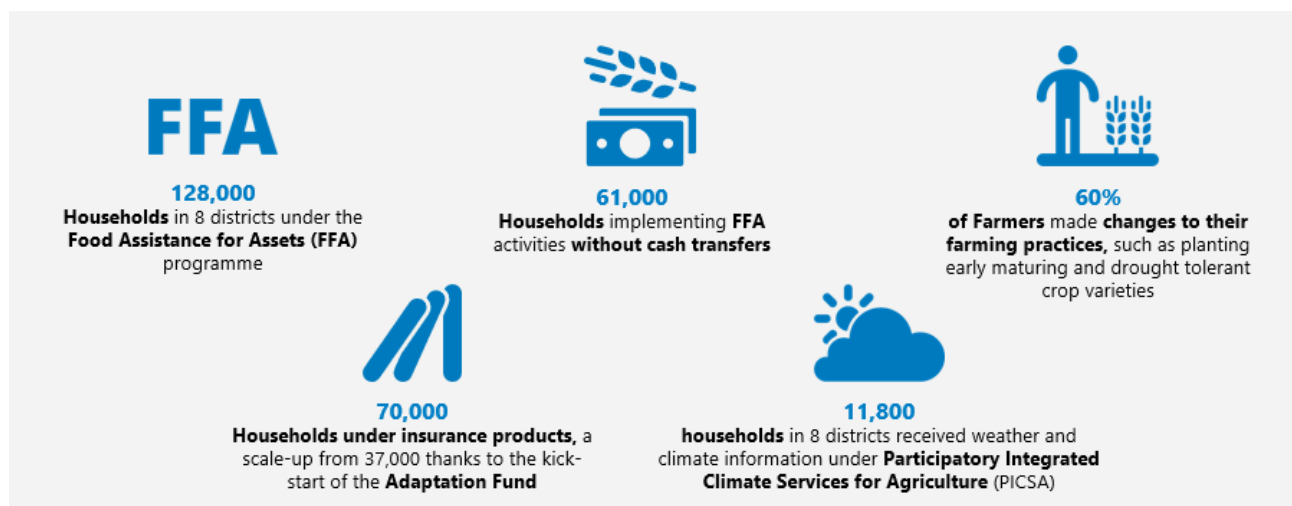 FFA
128,000
Households in 8 districts under the
Food Assistance for Assets (FFA)
programme
61,000
Households implementing FFA
activities without cash transfers
60%
of Farmers made changes to their
farming practices, such as planting
early maturing and drought tolerant
crop varieties
70,000
Households under insurance products, a
scale-up from 37,000 thanks to the kick-
start of the Adaptation Fund
11,800
households in 8 districts received weather and
climate information under Participatory Integrated
Climate Services for Agriculture (PICSA)